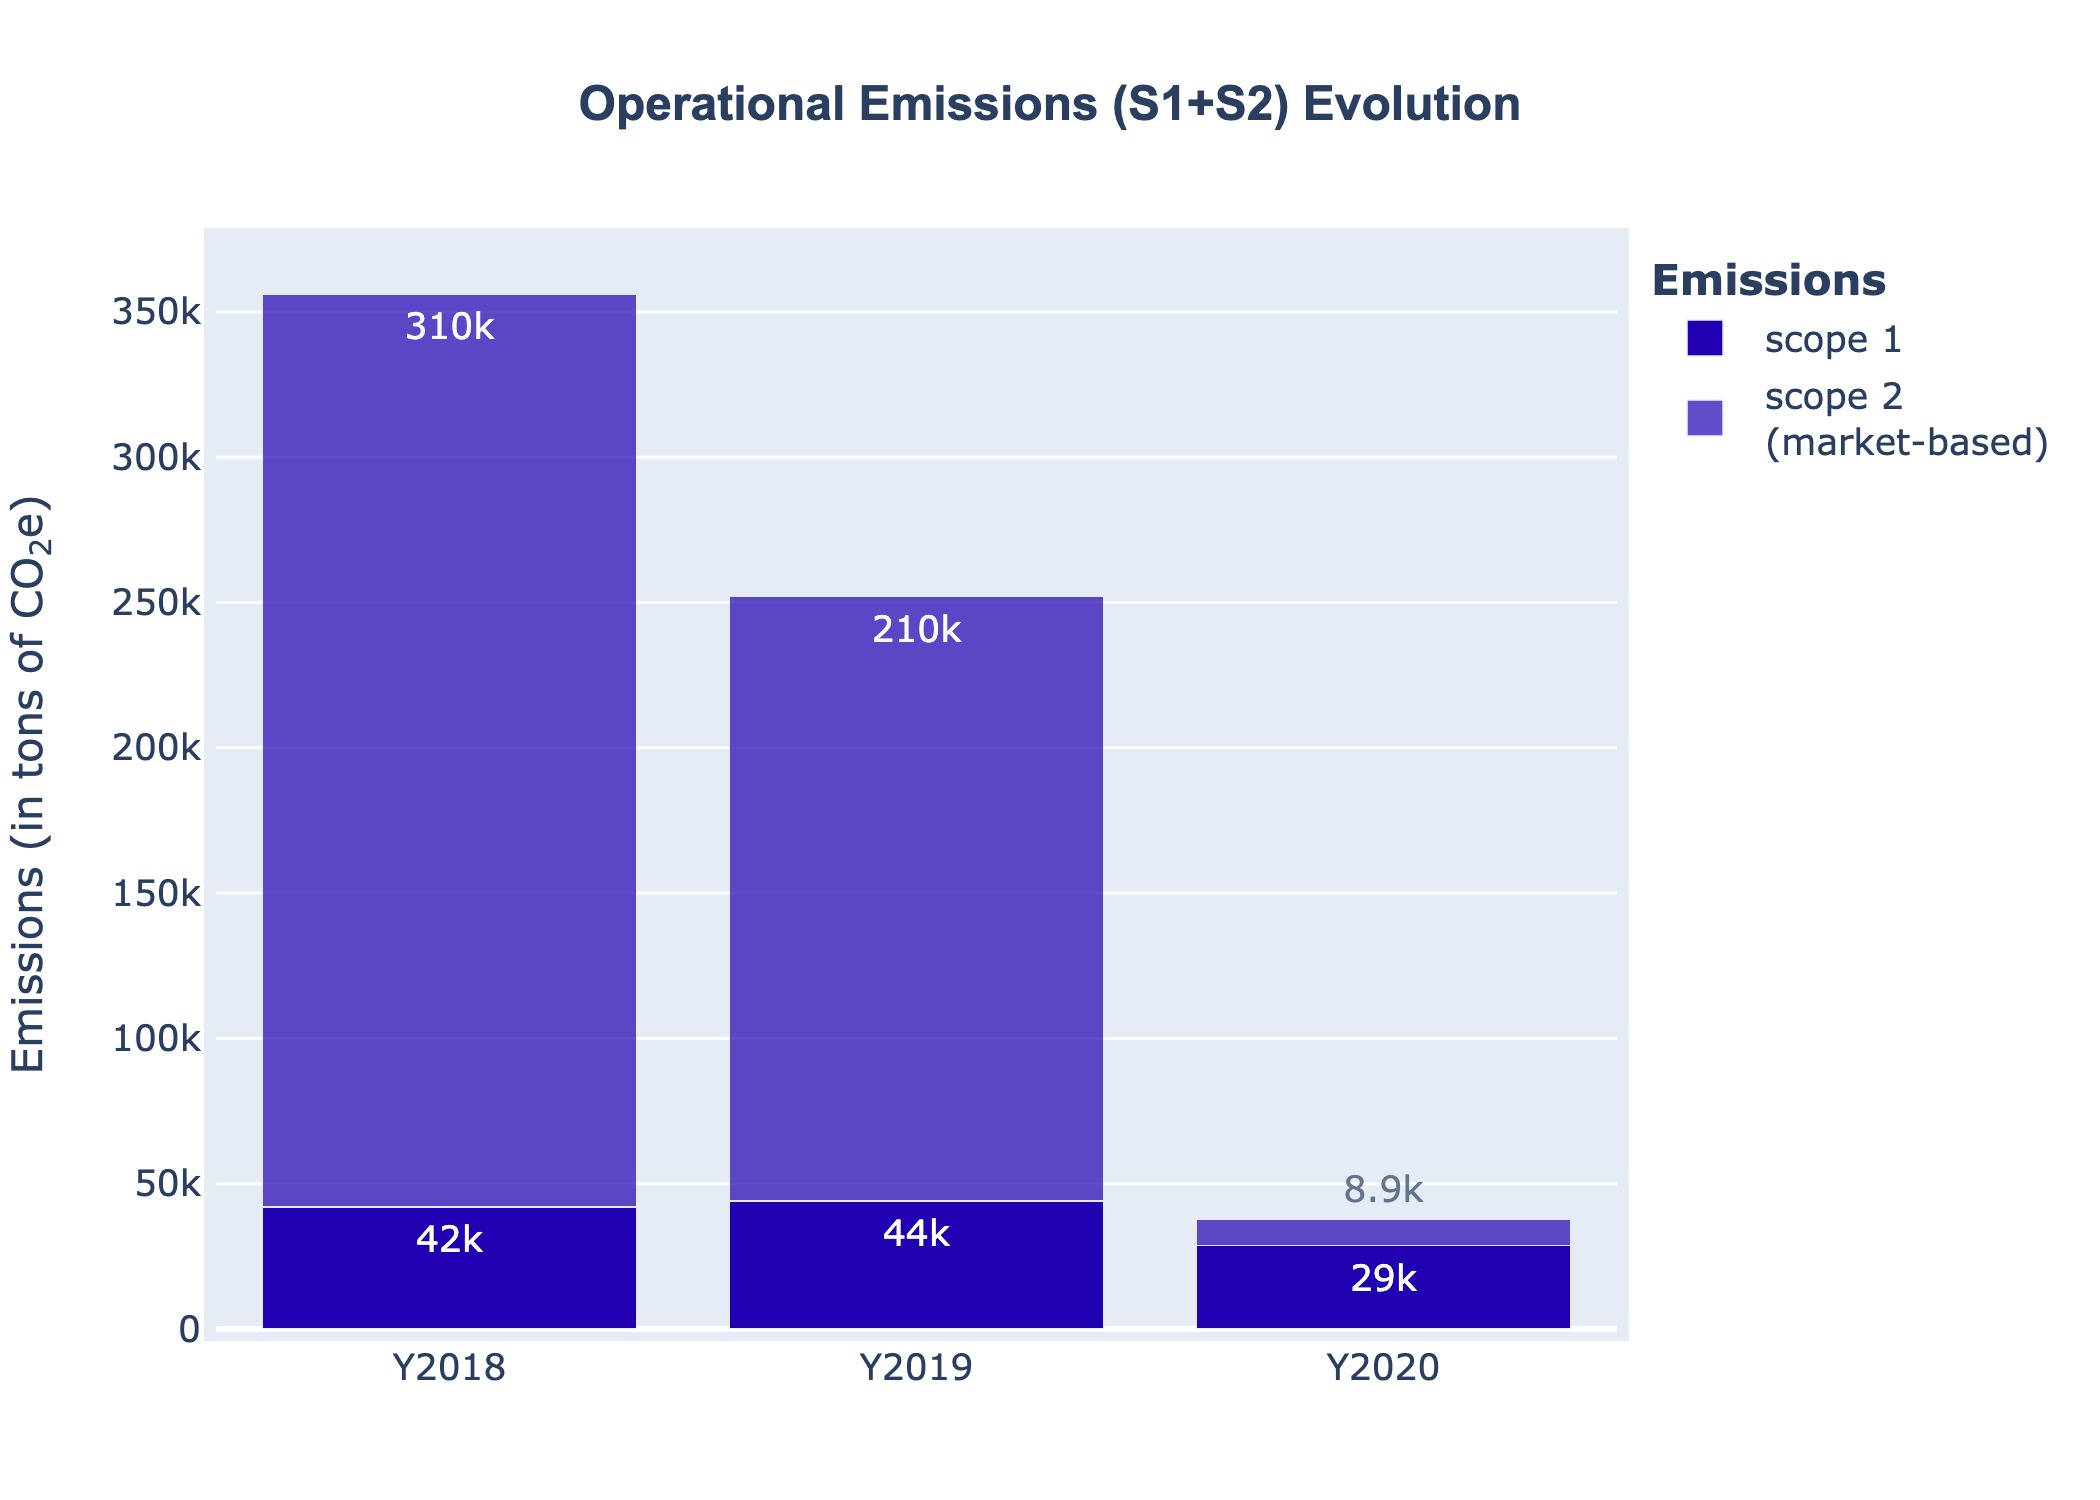 Operational Emissions (S1+S2) Evolution
Emissions (in tons of CO₂e)
350k
300k
250k
200k
150k
100k
50k
0
310k
42k
210k
44k
8.9k
29k
Y2018
Y2019
Y2020
Emissions
scope 1
scope 2
(market-based)